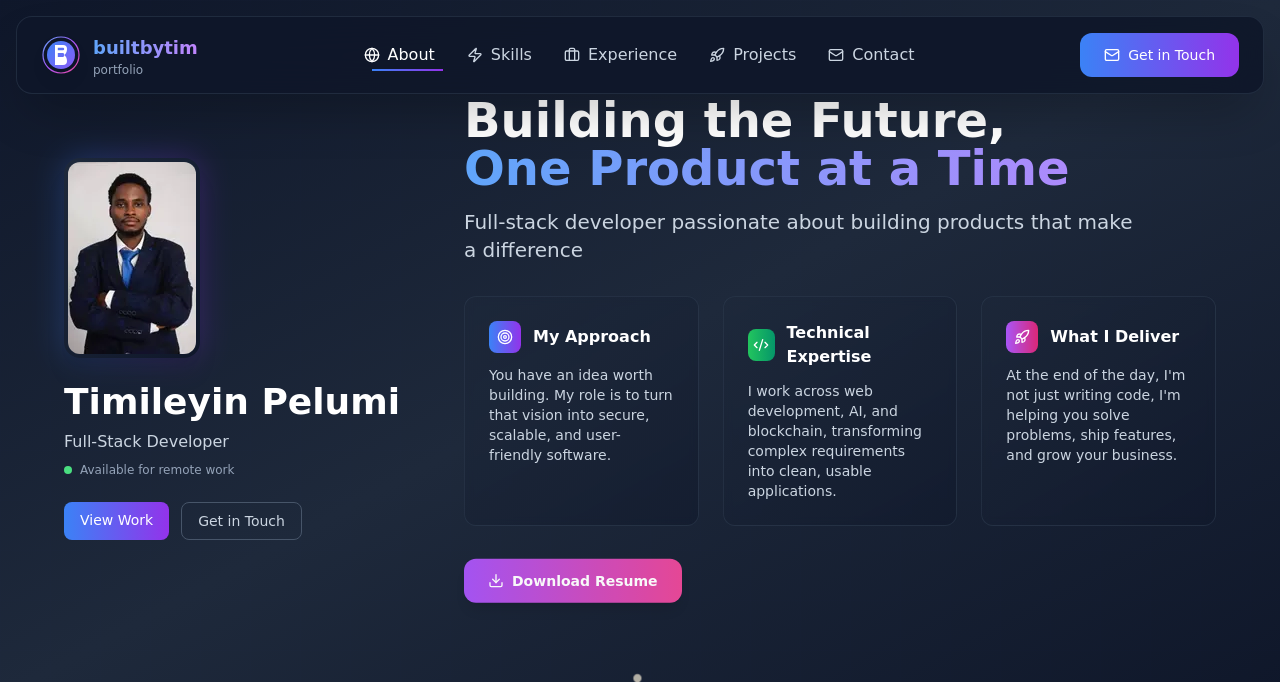 builtbytim
portfolio
About
Skills
Experience
Projects
Contact
Get in Touch
Building the Future,
One Product at a Time
Full-stack developer passionate about building products that make
a difference
Timileyin Pelumi
Full-Stack Developer
Available for remote work
View Work
Get in Touch
My Approach
You have an idea worth
building. My role is to turn
that vision into secure,
scalable, and user-
friendly software.
Technical
Expertise
I work across web
development, AI, and
blockchain, transforming
complex requirements
into clean, usable
applications.
What I Deliver
At the end of the day, I'm
not just writing code, I'm
helping you solve
problems, ship features,
and grow your business.
Download Resume